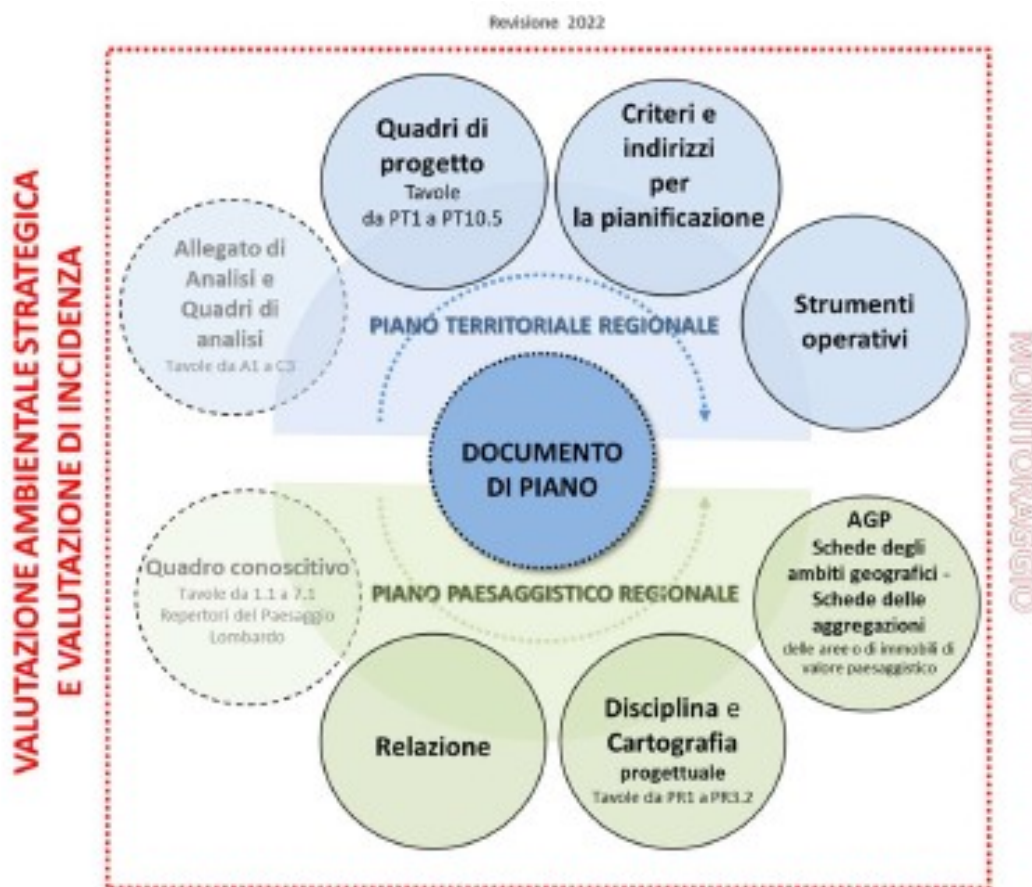 Revisione 2022
VALUTAZIONE AMBIENTALE STRATEGICA
E VALUTAZIONE DI INCIDENZA
Quadri di
progetto
Tavole
da PT1 a PT10.5
Criteri e
indirizzi
per
la pianificazione
Allegato di
Analisi e
Quadri di
analisi
Tavole da A1 a C3
Strumenti
operativi
PIANO TERRITORIALE REGIONALE
DOCUMENTO
DI PIANO
PIANO PAESAGGISTICO REGIONALE
Quadro conoscitivo
Tavole da 1.1 a 7.1
Repertori del Paesaggio
Lombardo
AGP
Schede degli
ambiti geografici -
Schede delle
aggregazioni
delle aree o di immobili di
valore paesaggistico
Relazione
Disciplina e
Cartografia
progettuale
Tavole da PR1 a PR3.2
MONITORAGGIO